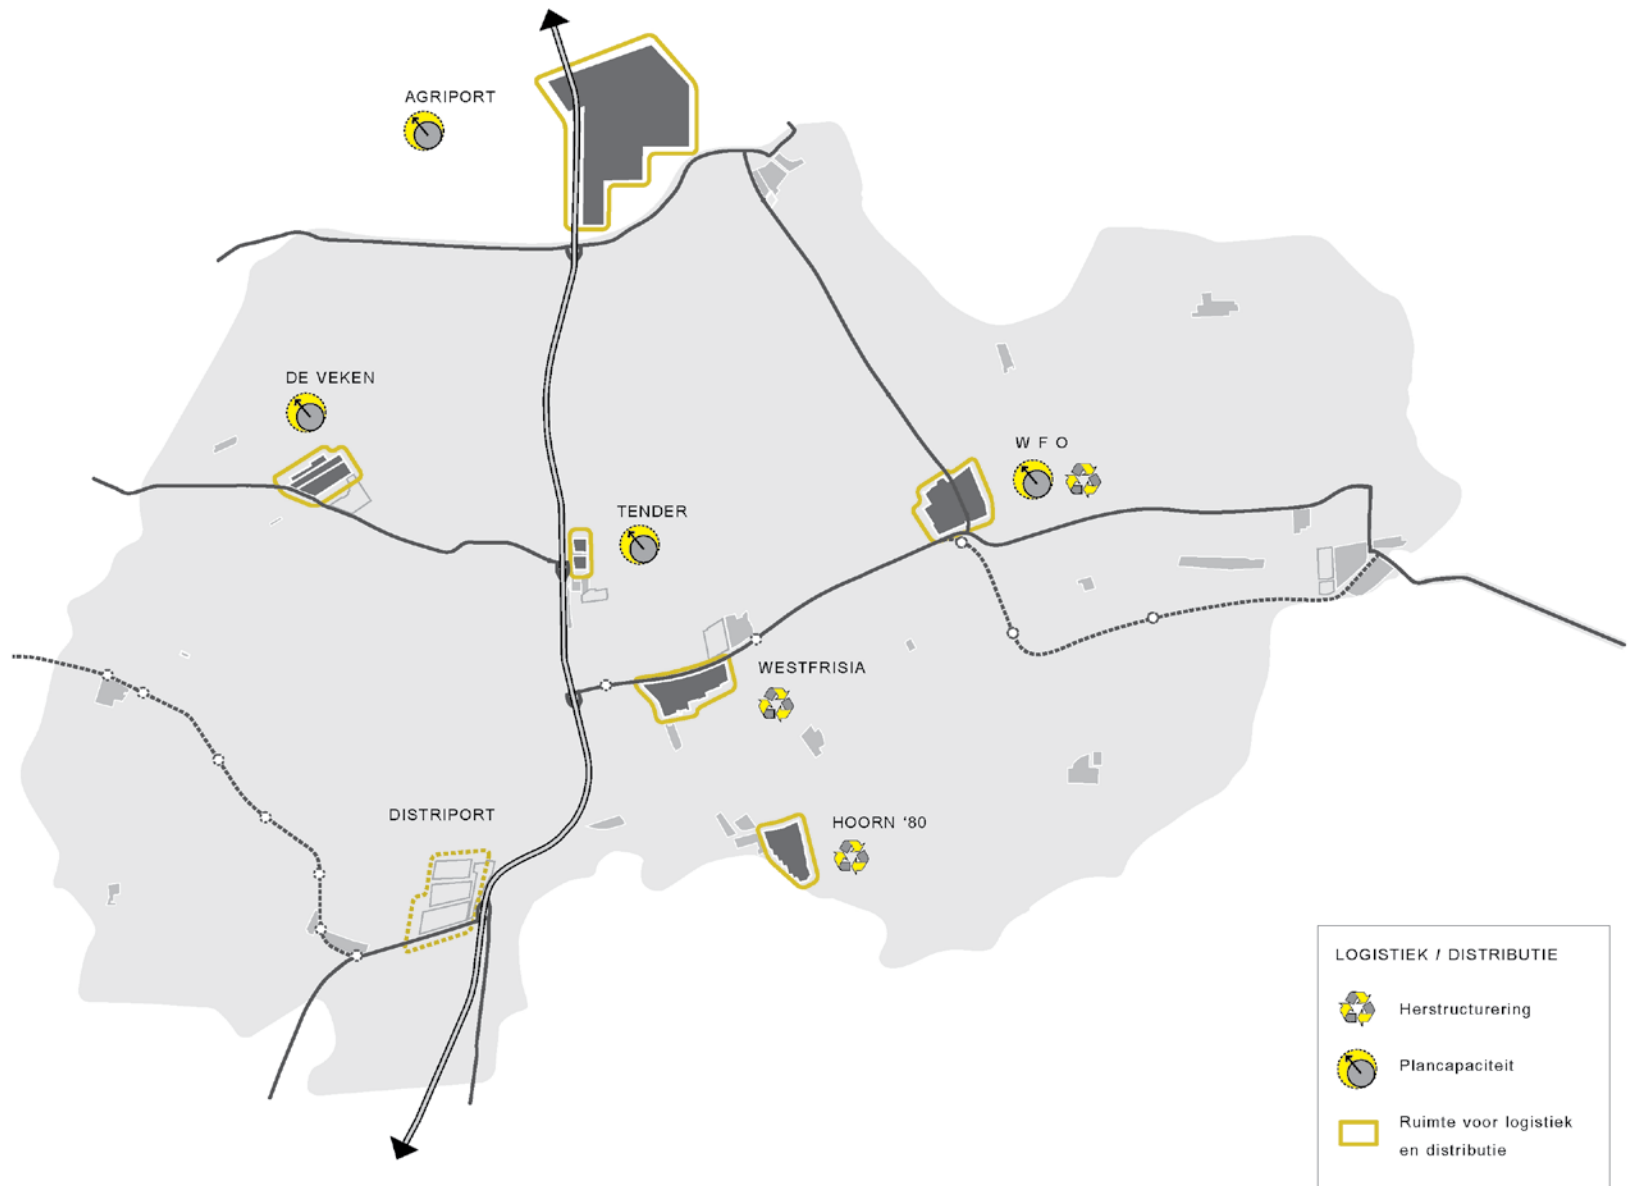 AGRIPORT
DE VEKEN
W F O
TENDER
WESTFRISIA
DISTRIPORT
HOORN ‘80
LOGISTIEK / DISTRIBUTIE
Herstructurering
Plancapaciteit
Ruimte voor logistiek
en distributie